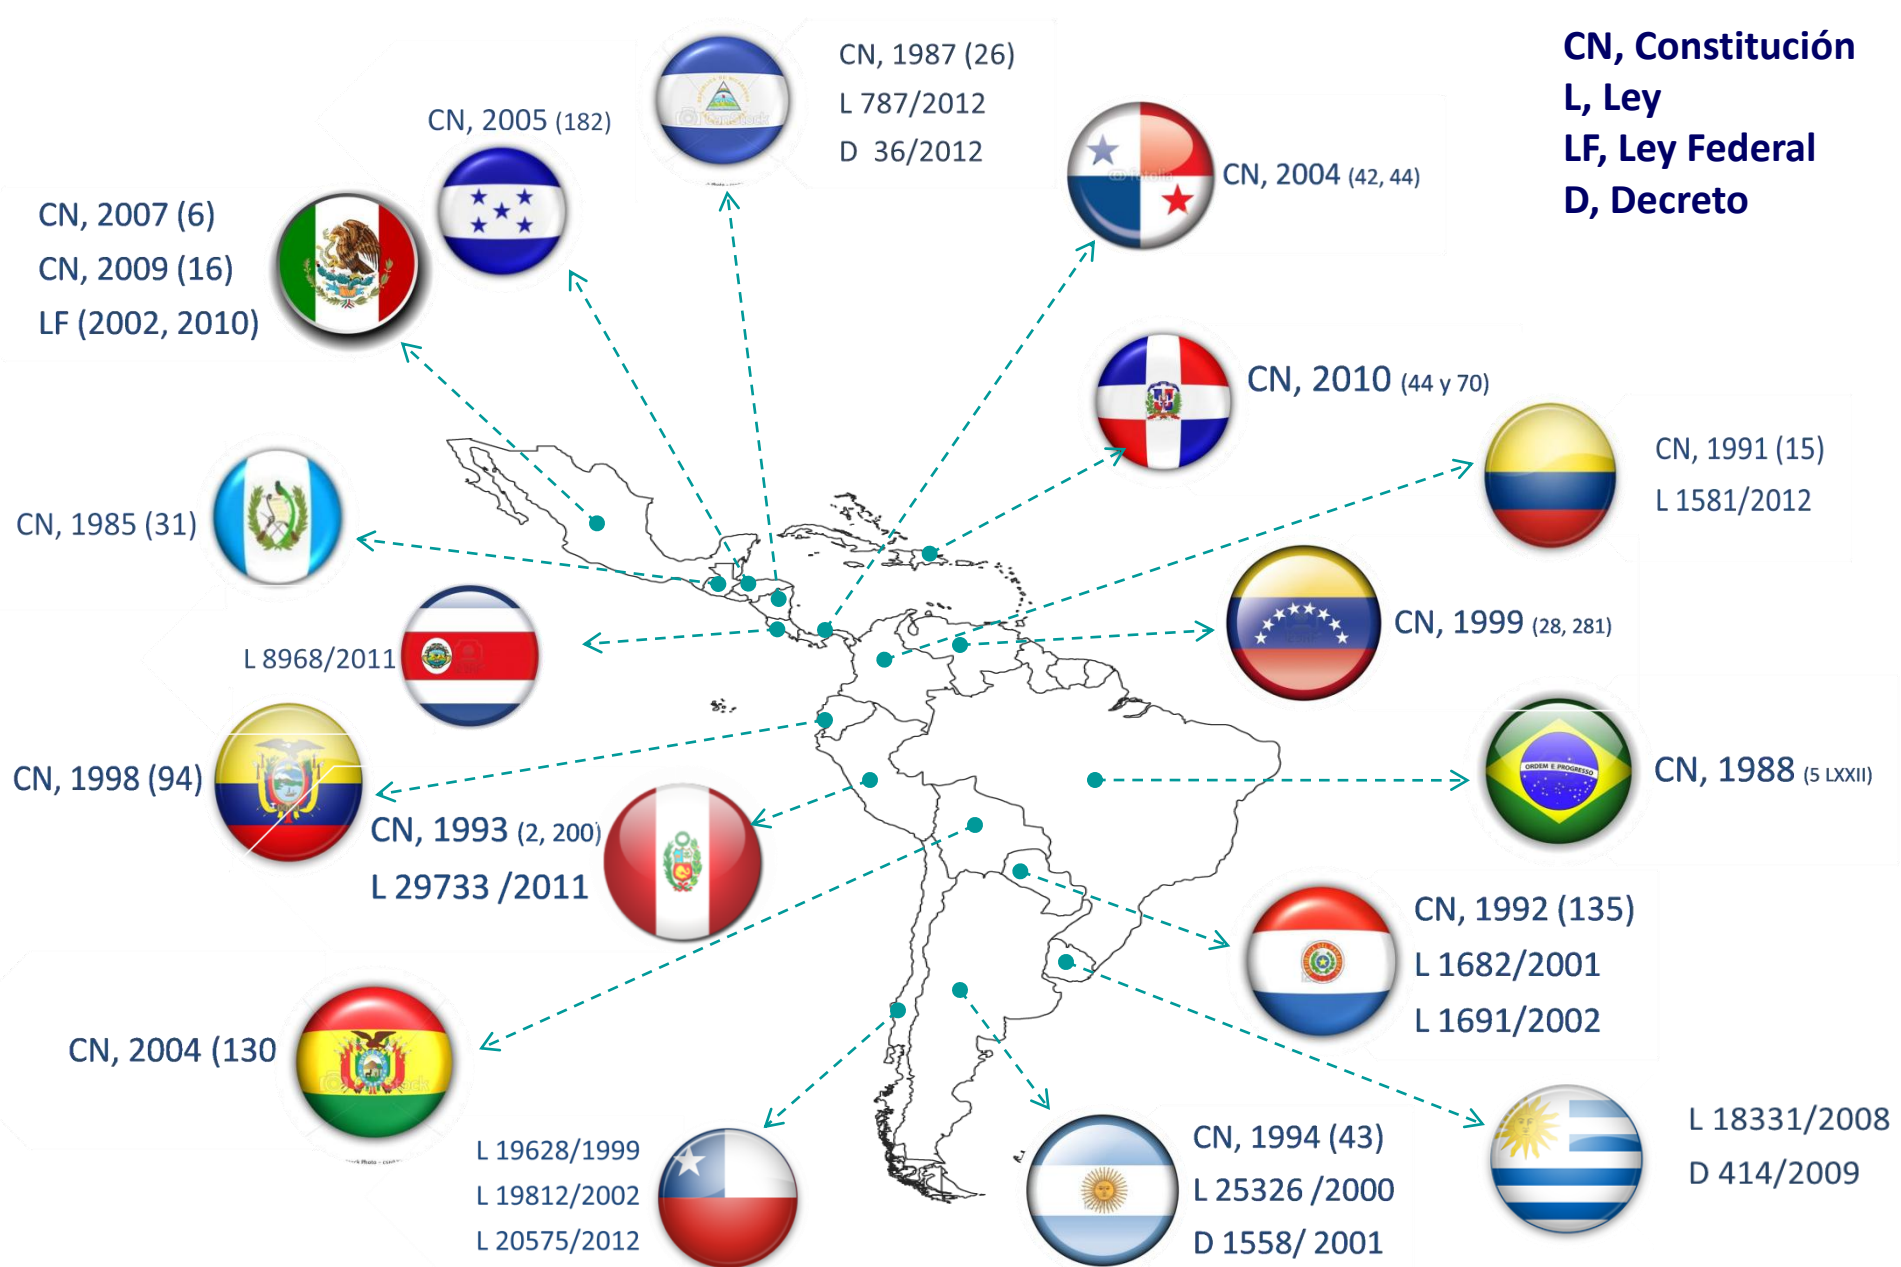 CN, Constitución
L, Ley
LF, Ley Federal
D, Decreto
CN, 1987 (26)
L 787/2012
D 36/2012
CN, 2005 (182)
CN, 2004 (42, 44)
CN, 2007 (6)
CN, 2009 (16)
LF (2002, 2010)
CN, 2010 (44 y 70)
CN, 1991 (15)
L 1581/2012
CN, 1985 (31)
CN, 1999 (28, 281)
L 8968/2011
CN, 1998 (94)
CN, 1988 (5 LXXII)
ORDEM E PROGRESSO
CN, 1993 (2, 200)
L 29733 /2011
CN, 1992 (135)
L 1682/2001
L 1691/2002
CN, 2004 (130
L 19628/1999
L 19812/2002
L 20575/2012
CN, 1994 (43)
L 25326 /2000
D 1558/ 2001
L 18331/2008
D 414/2009